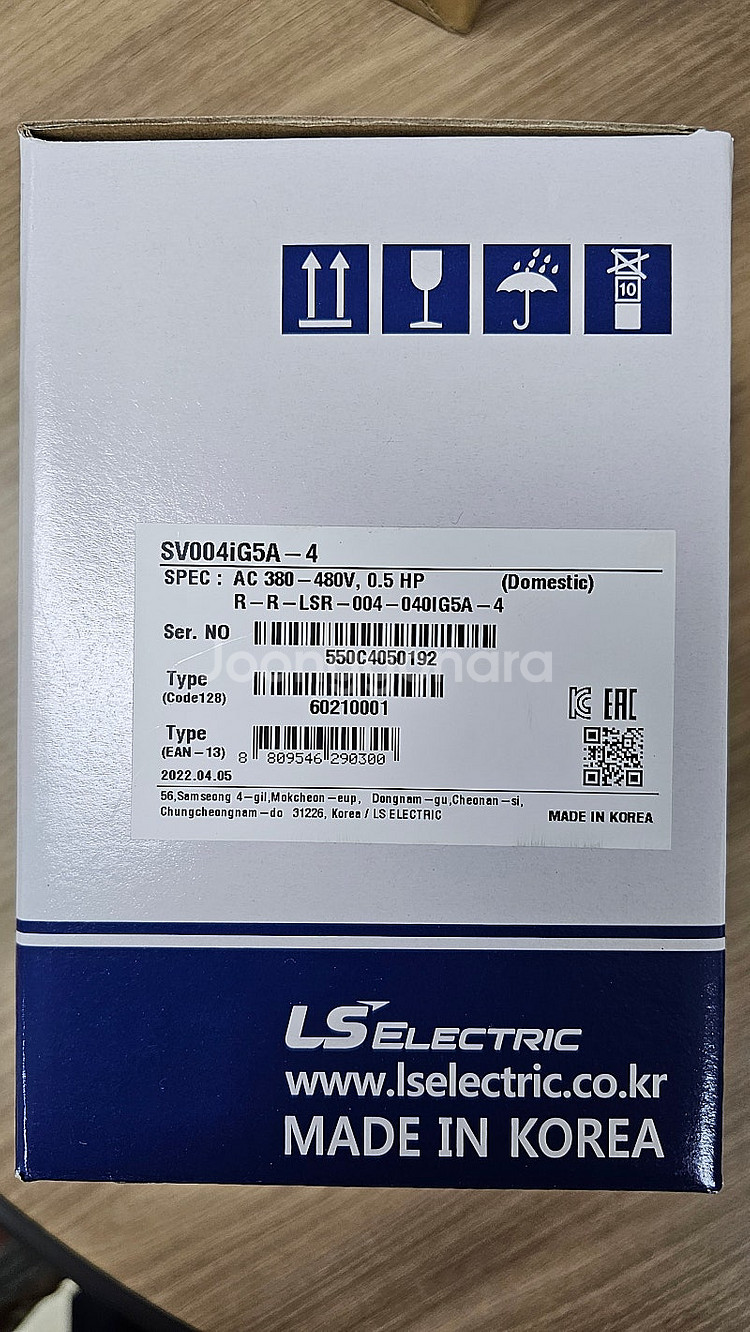 10
SV004iG5A-4
SPEC : AC 380-480V, 0.5 HP (Domestic)
R-R-LSR-004-040IG5A-4
Ser. NO
550C4050192
Joonggonara
Type
(Code128)
60210001
EAC
Type
(EAN-13)
8 809546 290300
2022.04.05
56,Samseong 4-gil,Mokcheon-eup, Dongnam-gu,Cheonan-si,
Chungcheongnam-do 31226, Korea / LS ELECTRIC
MADE IN KOREA
LS ELECTRIC
www.lselectric.co.kr
MADE IN KOREA